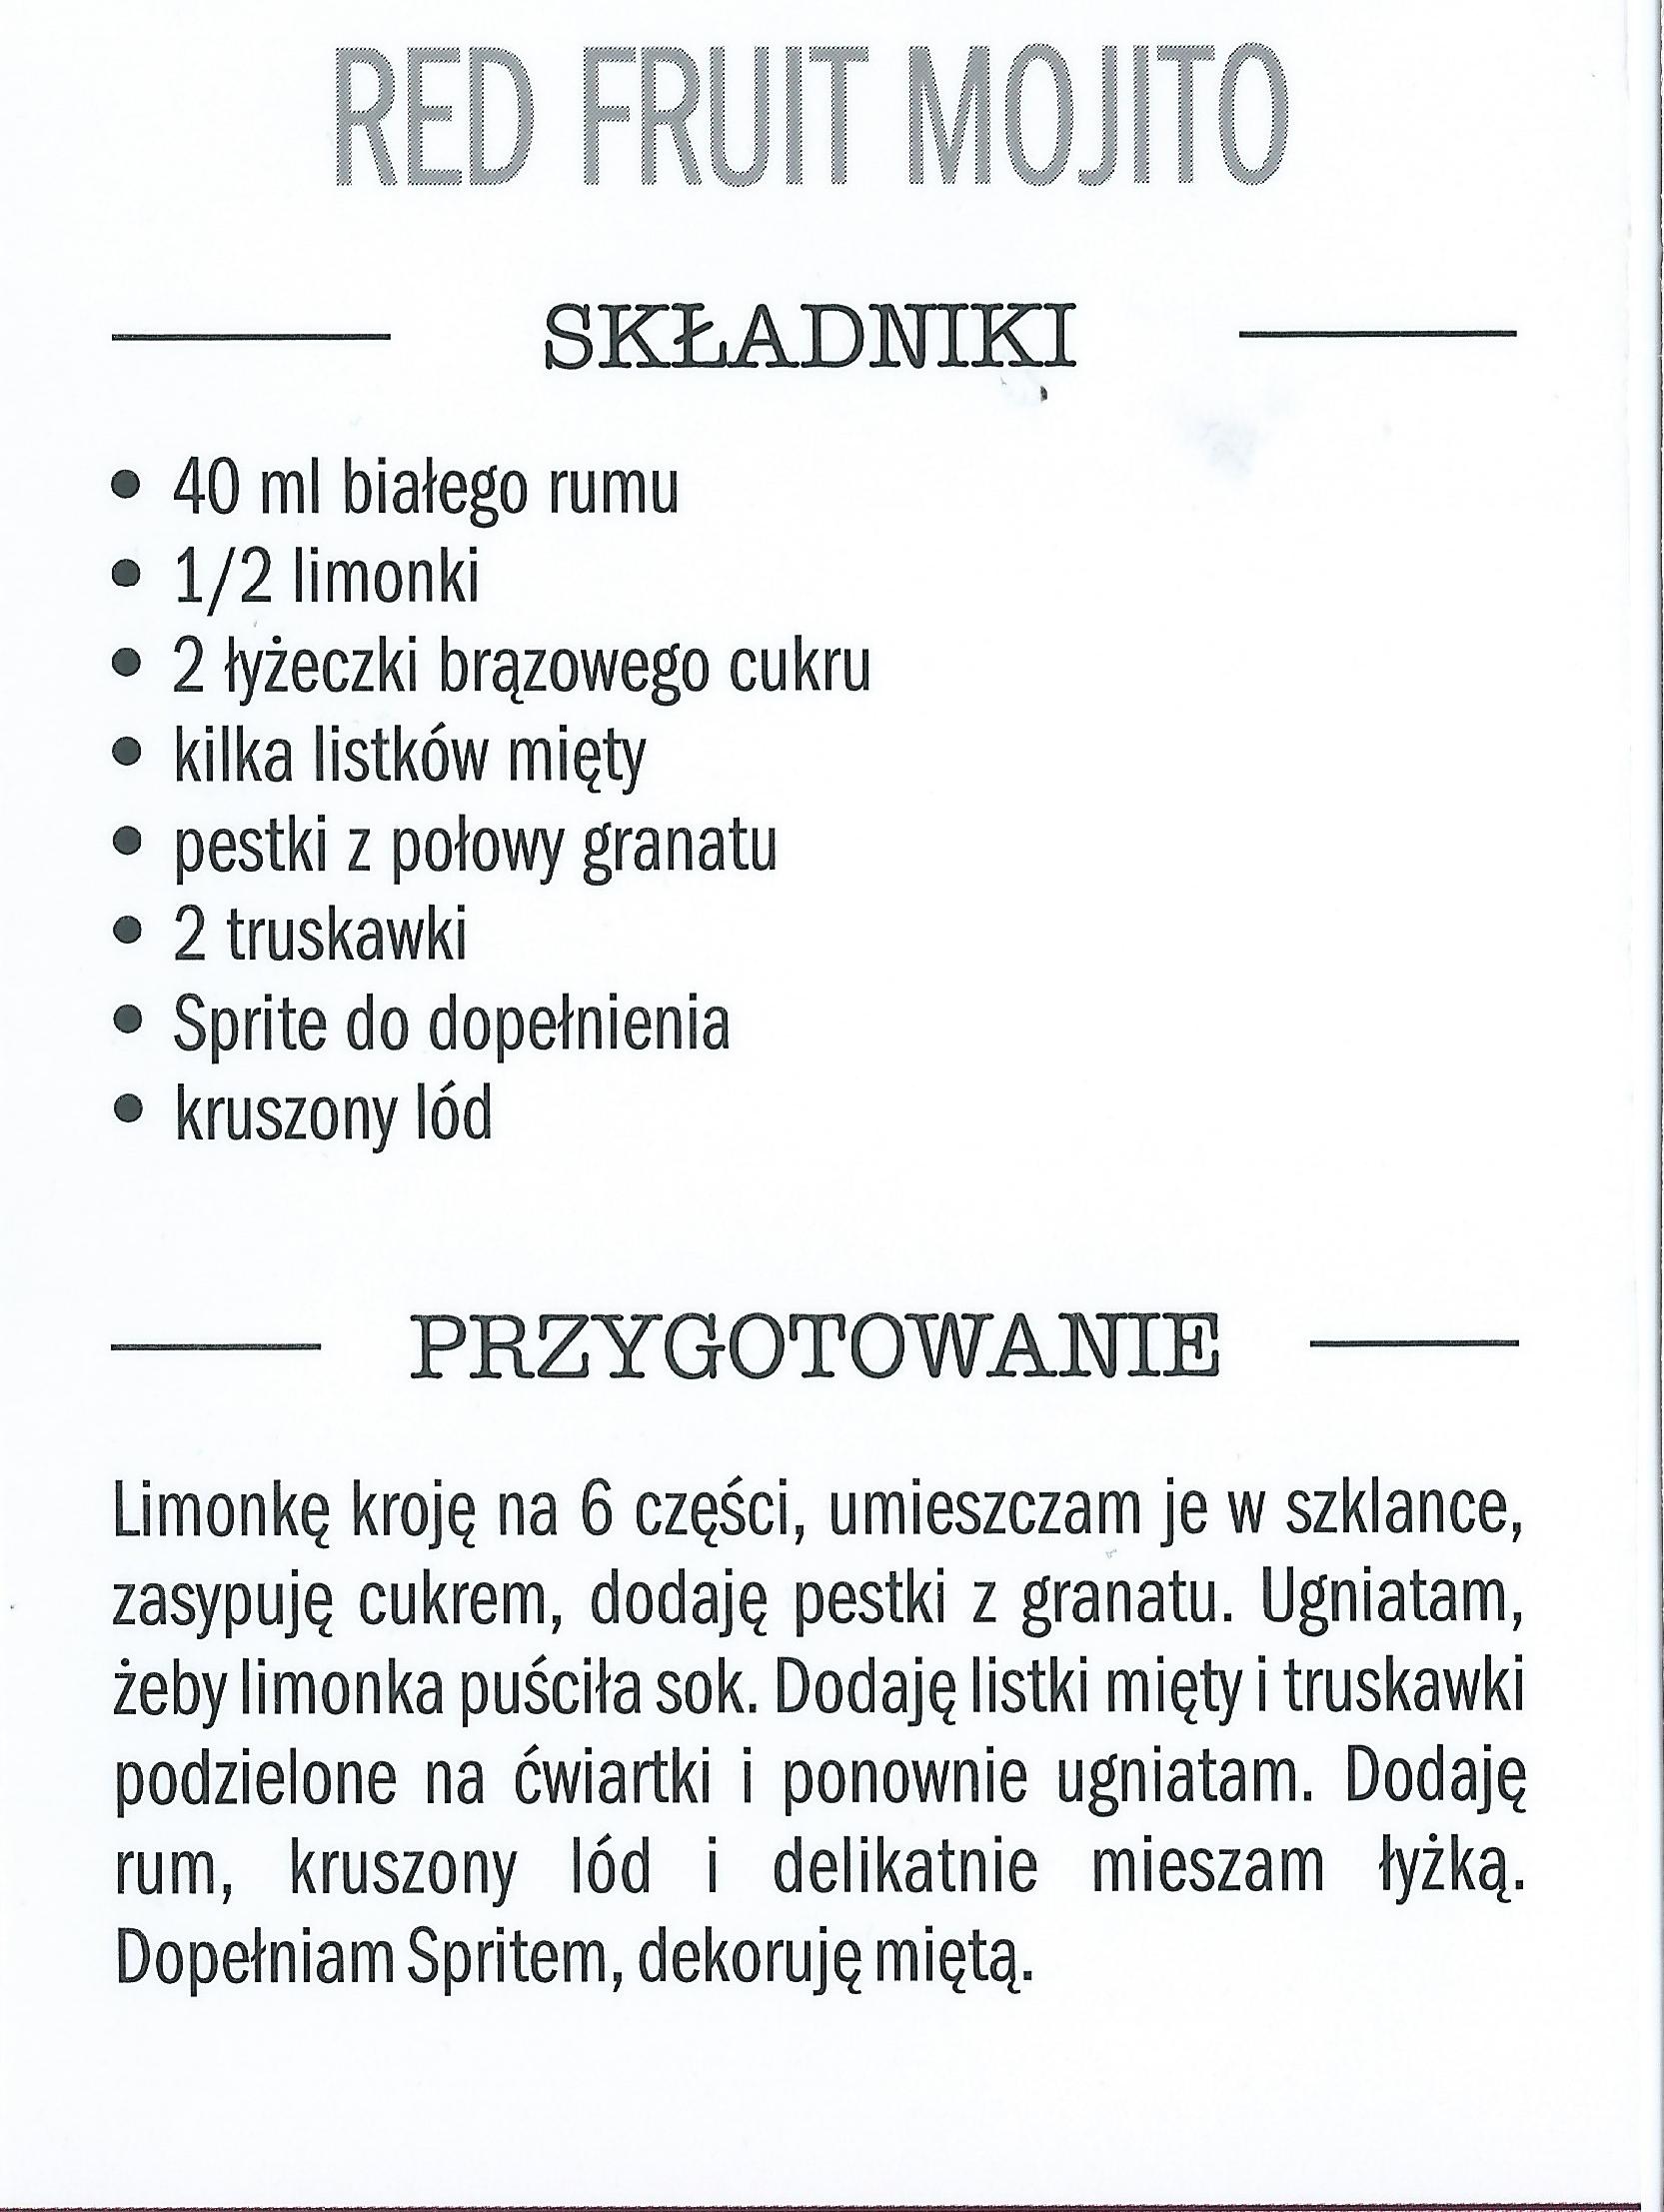 RED FRUIT MOJITO
SKŁADNIKI
• 40 ml białego rumu
• 1/2 limonki
• 2 łyżeczki brązowego cukru
• kilka listków mięty
• pestki z połowy granatu
• 2 truskawki
• Sprite do dopełnienia
• kruszony lód
PRZYGOTOWANIE
Limonkę kroję na 6 części, umieszczam je w szklance,
zasypuję cukrem, dodaję pestki z granatu. Ugniatam,
żeby limonka puściła sok. Dodaję listki mięty i truskawki
podzielone na ćwiartki i ponownie ugniatam. Dodaję
rum, kruszony lód i delikatnie mieszam łyżką.
Dopełniam Spritem, dekoruję miętą.